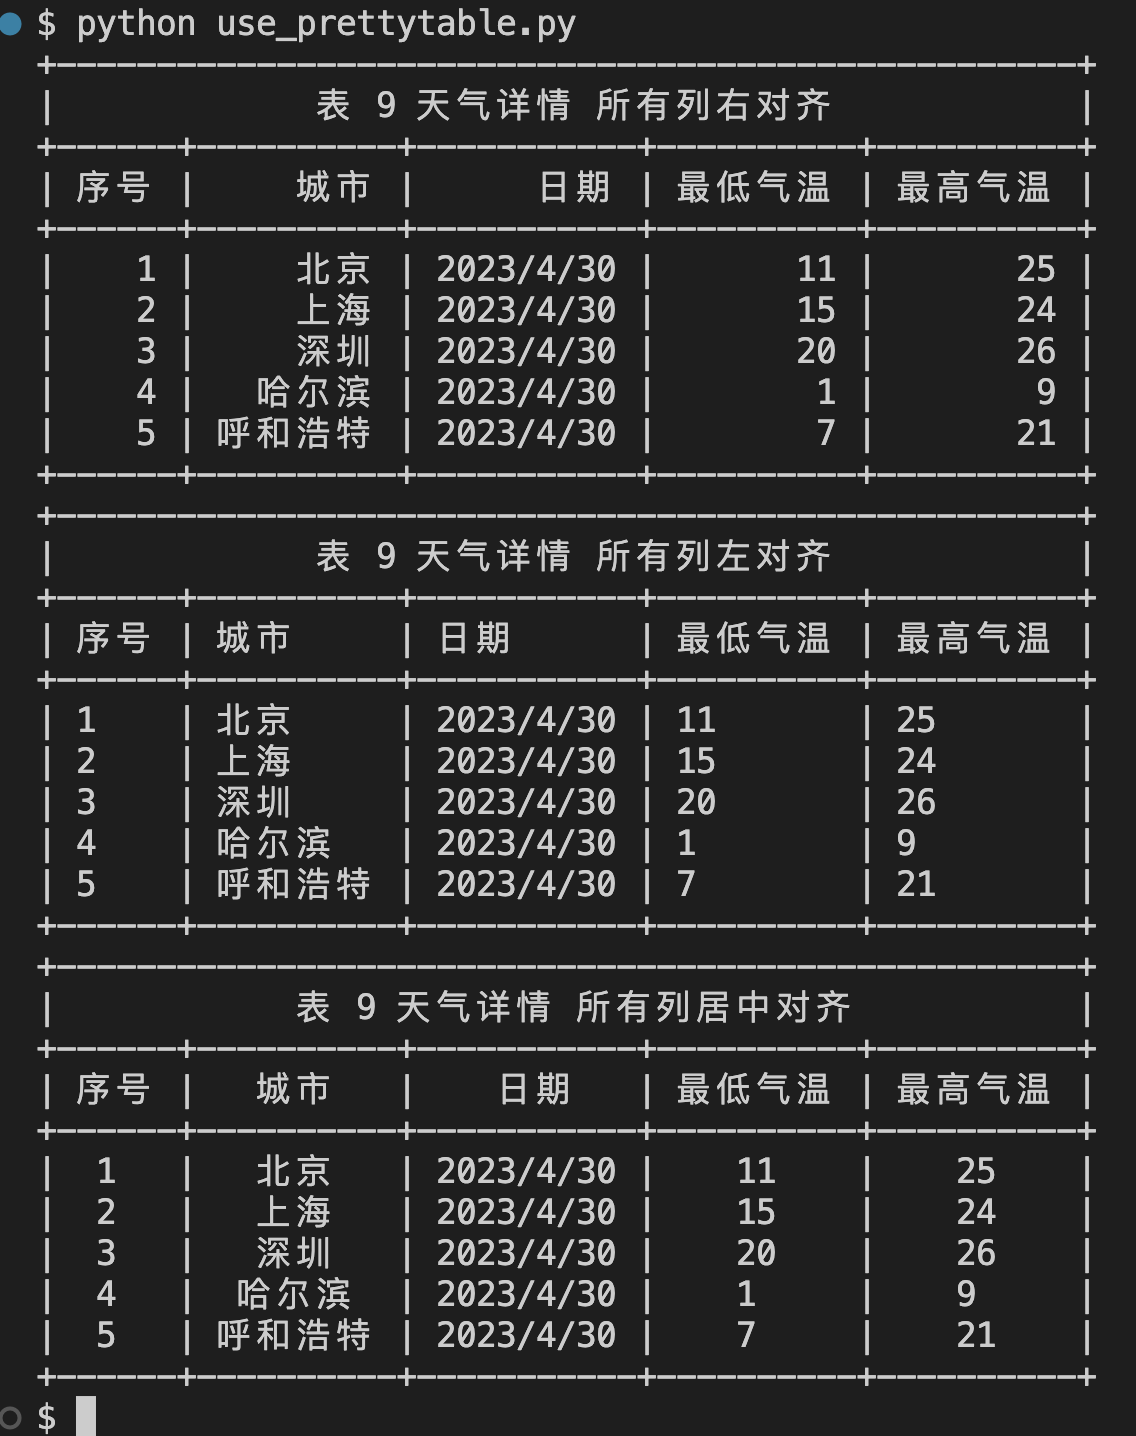 $ python use_prettytable.py
+---------------------------------------------------+
|             表 9 天气详情 所有列右对齐             |
+------+----------+-----------+----------+----------+
| 序号 |     城市 |      日期 | 最低气温 | 最高气温 |
+------+----------+-----------+----------+----------+
|    1 |     北京 | 2023/4/30 |       11 |       25 |
|    2 |     上海 | 2023/4/30 |       15 |       24 |
|    3 |     深圳 | 2023/4/30 |       20 |       26 |
|    4 |   哈尔滨 | 2023/4/30 |        1 |        9 |
|    5 | 呼和浩特 | 2023/4/30 |        7 |       21 |
+------+----------+-----------+----------+----------+
+---------------------------------------------------+
|             表 9 天气详情 所有列左对齐             |
+------+----------+-----------+----------+----------+
| 序号 | 城市     | 日期      | 最低气温 | 最高气温 |
+------+----------+-----------+----------+----------+
| 1    | 北京     | 2023/4/30 | 11       | 25       |
| 2    | 上海     | 2023/4/30 | 15       | 24       |
| 3    | 深圳     | 2023/4/30 | 20       | 26       |
| 4    | 哈尔滨   | 2023/4/30 | 1        | 9        |
| 5    | 呼和浩特 | 2023/4/30 | 7        | 21       |
+------+----------+-----------+----------+----------+
+---------------------------------------------------+
|            表 9 天气详情 所有列居中对齐            |
+------+----------+-----------+----------+----------+
| 序号 |   城市   |    日期   | 最低气温 | 最高气温 |
+------+----------+-----------+----------+----------+
|  1   |   北京   | 2023/4/30 |    11    |    25    |
|  2   |   上海   | 2023/4/30 |    15    |    24    |
|  3   |   深圳   | 2023/4/30 |    20    |    26    |
|  4   |  哈尔滨  | 2023/4/30 |    1     |    9     |
|  5   | 呼和浩特 | 2023/4/30 |    7     |    21    |
+------+----------+-----------+----------+----------+
$